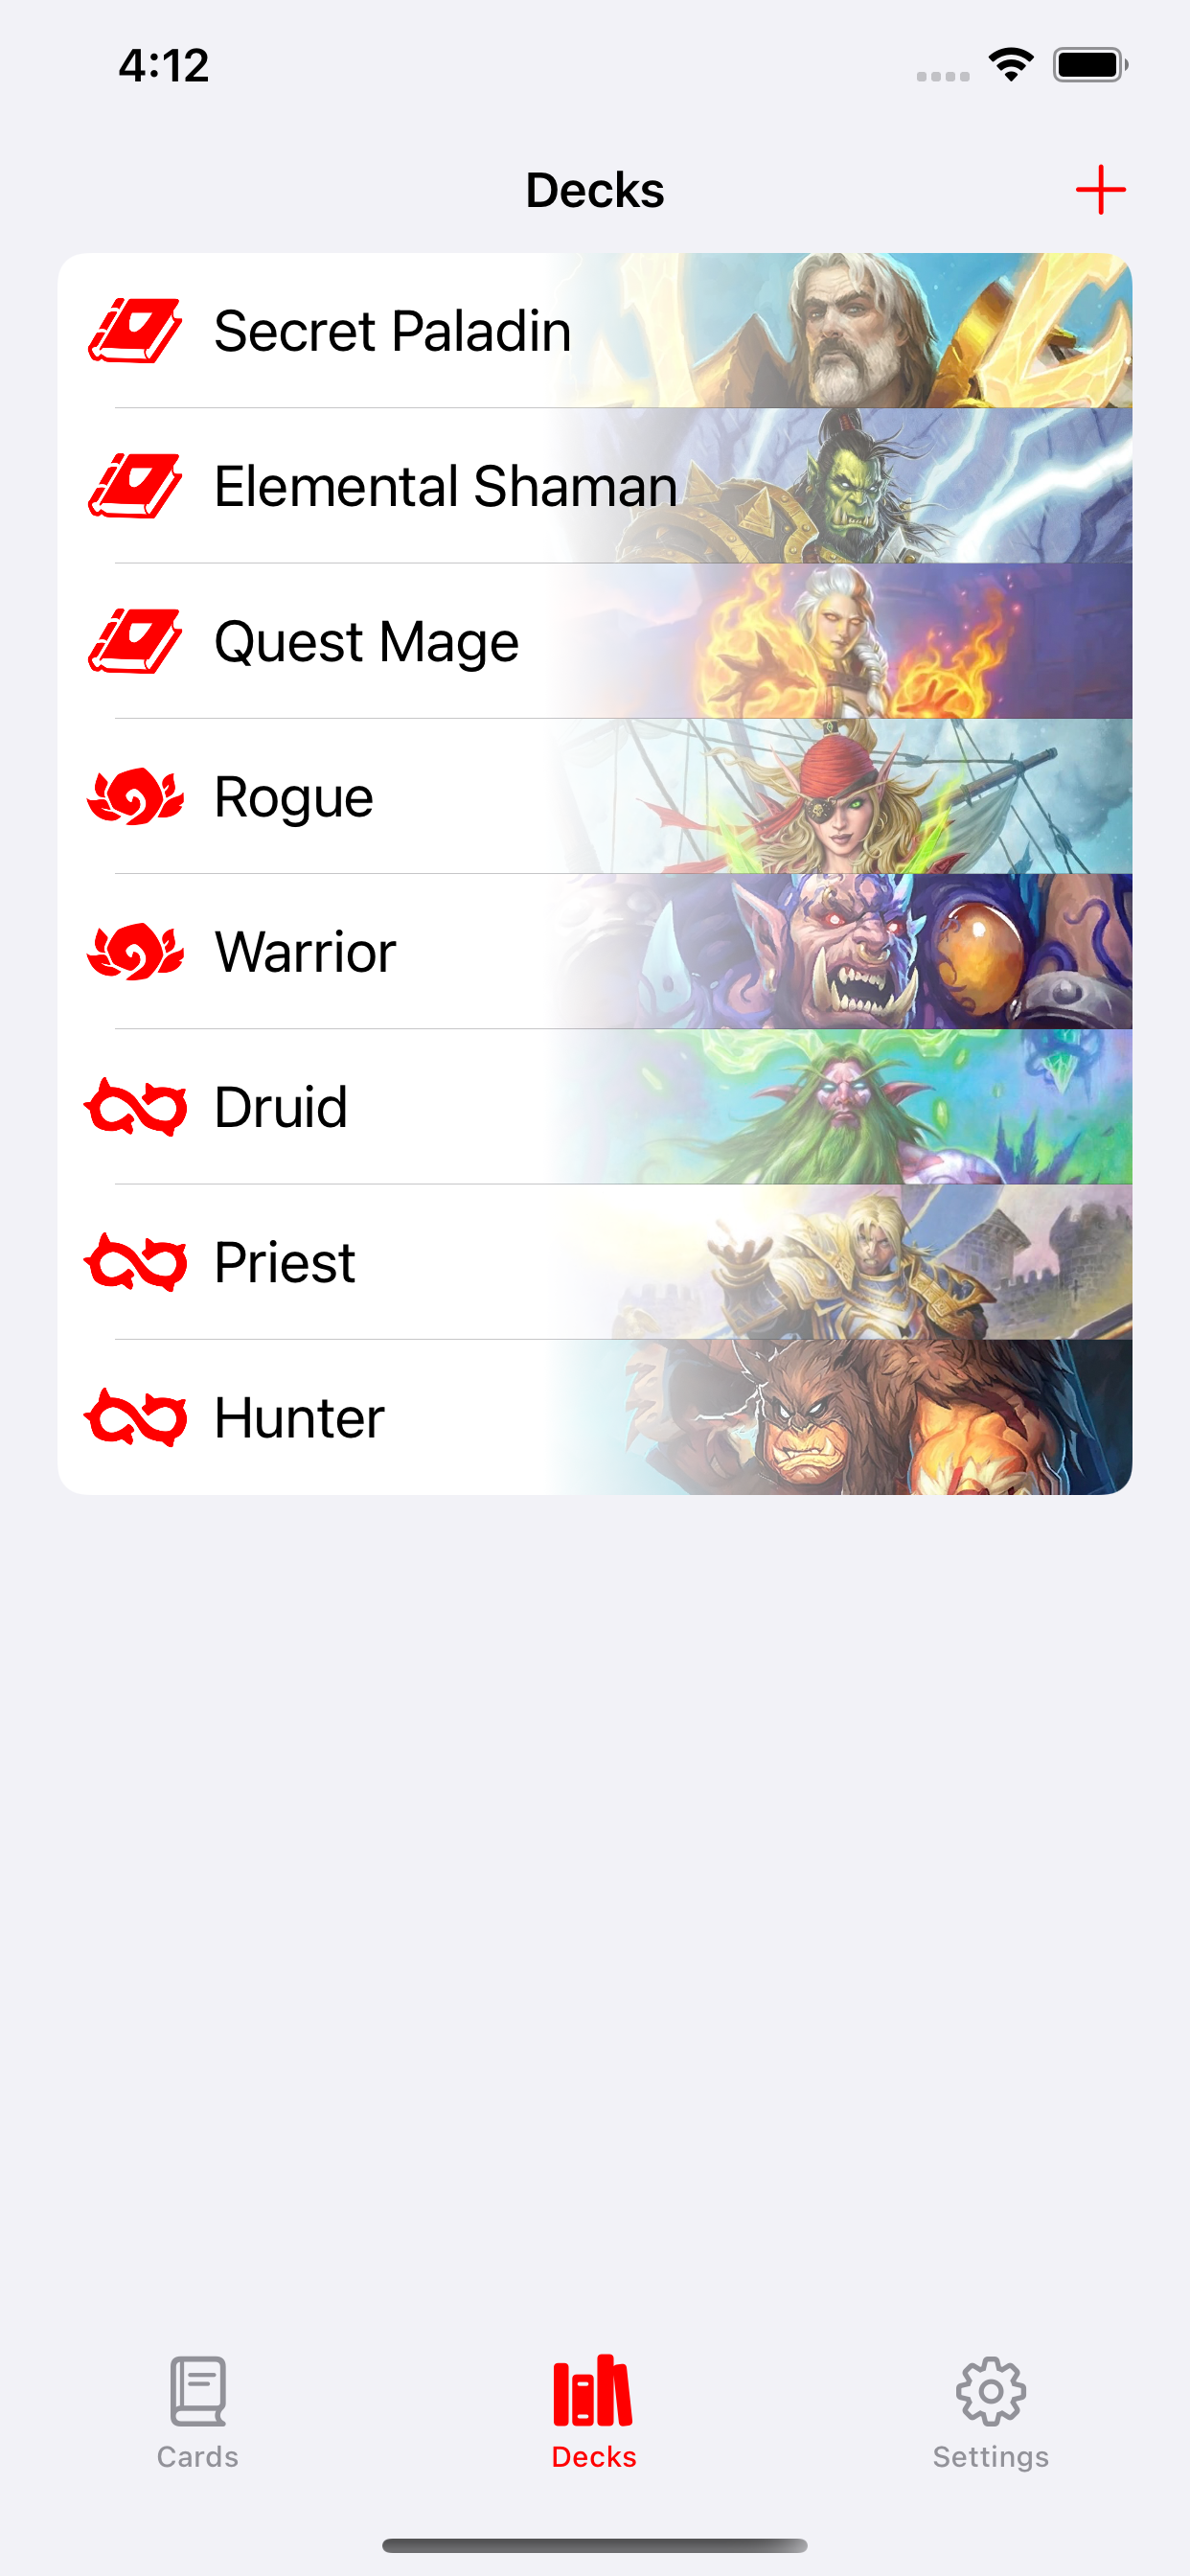 4:12
Decks
Secret Paladin
Elemental Shaman
Quest Mage
Rogue
Warrior
Druid
Priest
Hunter
Cards
Decks
Settings